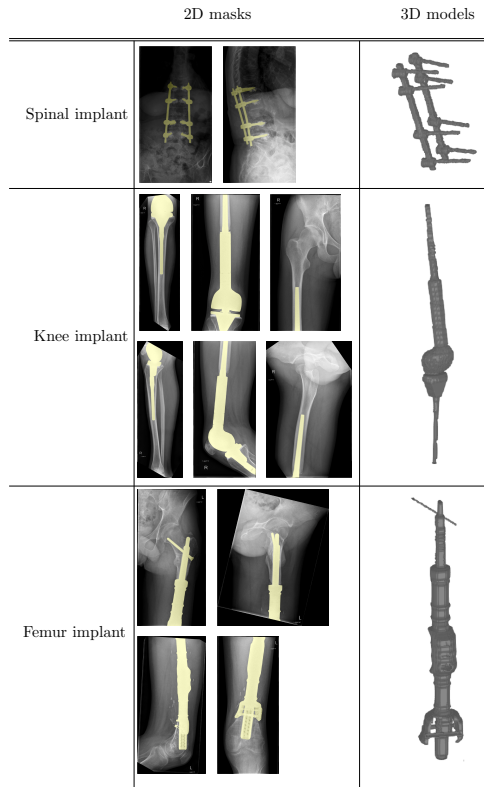 2D masks 3D models
Spinal implant
Knee implant
Femur implant